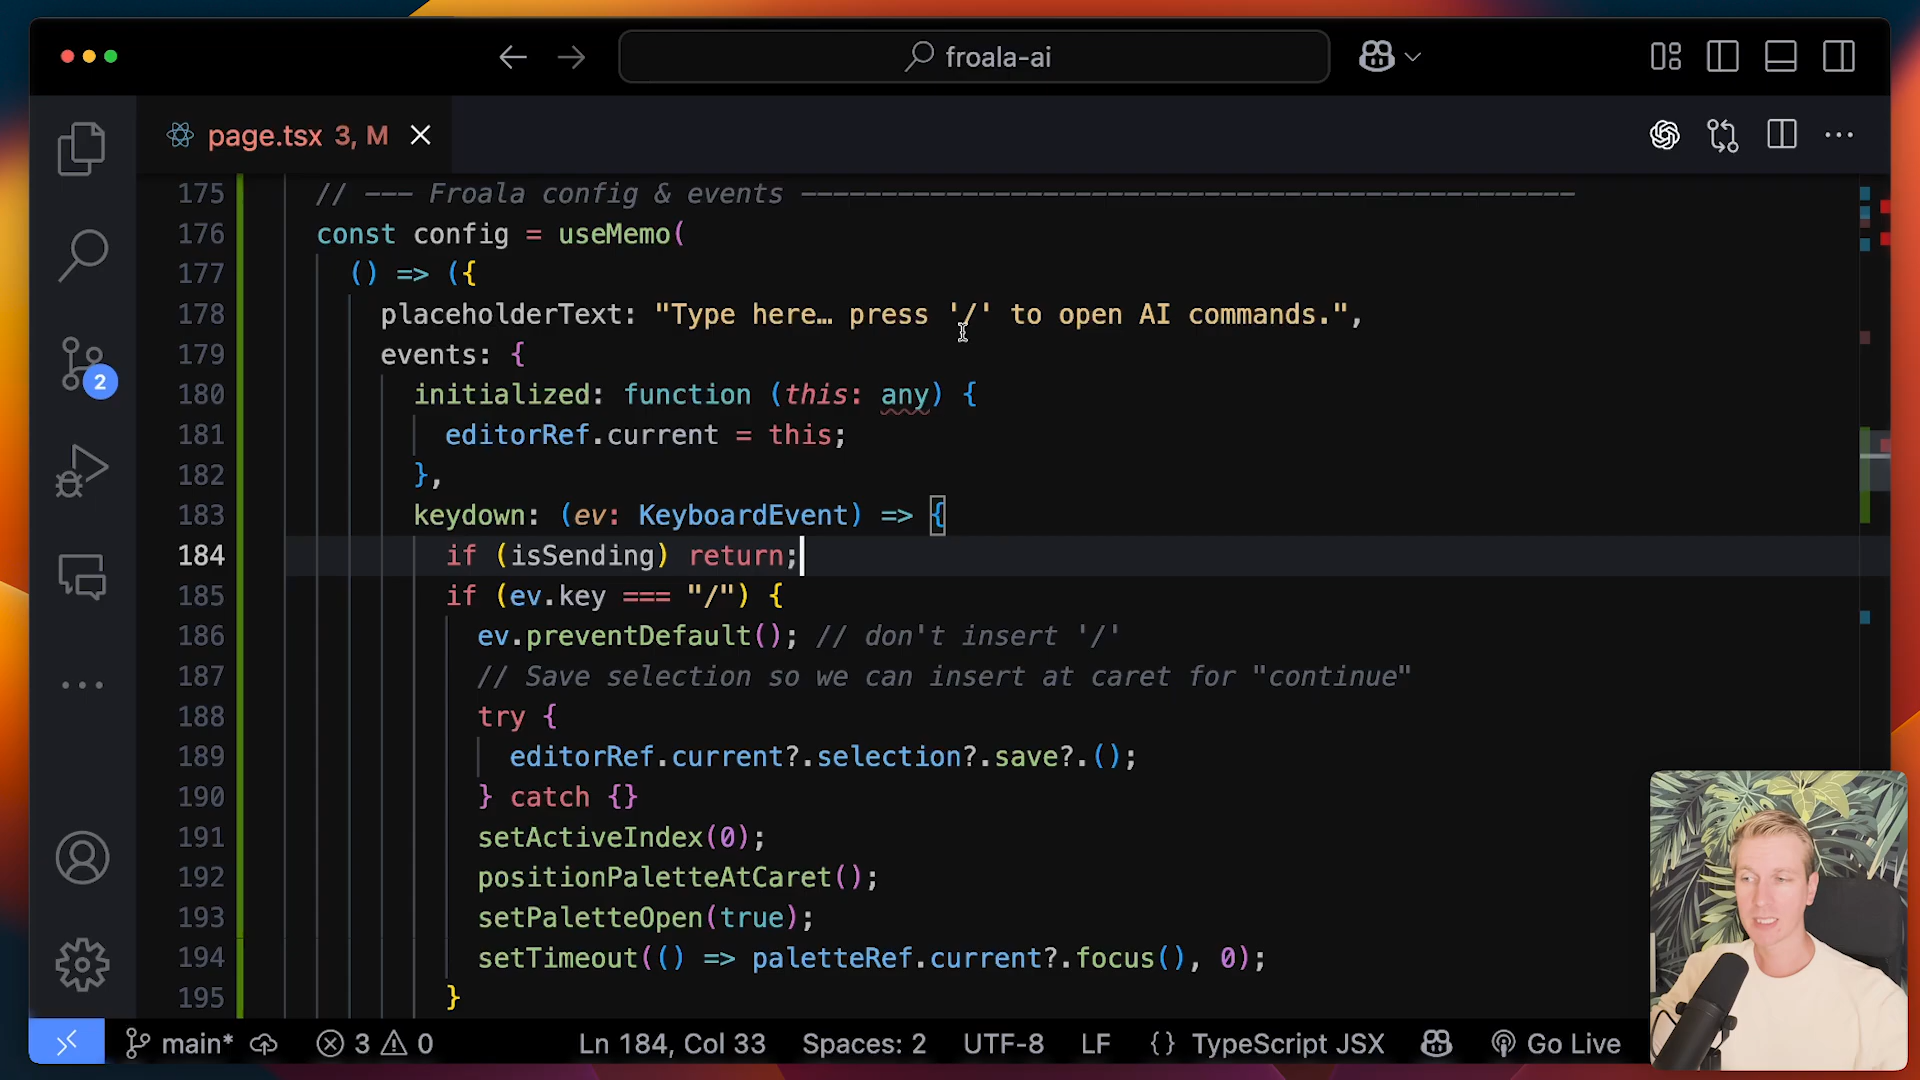 froala-ai
page.tsx 3, M
175 // --- Froala config & events ------------------------------------------------
176 const config = useMemo(
177 () => ({
178 placeholderText: "Type here… press '/' to open AI commands.",
179 events: {
180 initialized: function (this: any) {
181 editorRef.current = this;
182 },
183 keydown: (ev: KeyboardEvent) => {
184 if (isSending) return;
185 if (ev.key === "/") {
186 ev.preventDefault(); // don't insert '/'
187 // Save selection so we can insert at caret for "continue"
188 try {
189 editorRef.current?.selection?.save?.();
190 } catch {}
191 setActiveIndex(0);
192 positionPaletteAtCaret();
193 setPaletteOpen(true);
194 setTimeout(() => paletteRef.current?.focus(), 0);
195 }
2
main* 3 0 Ln 184, Col 33 Spaces: 2 UTF-8 LF {} TypeScript JSX Go Live